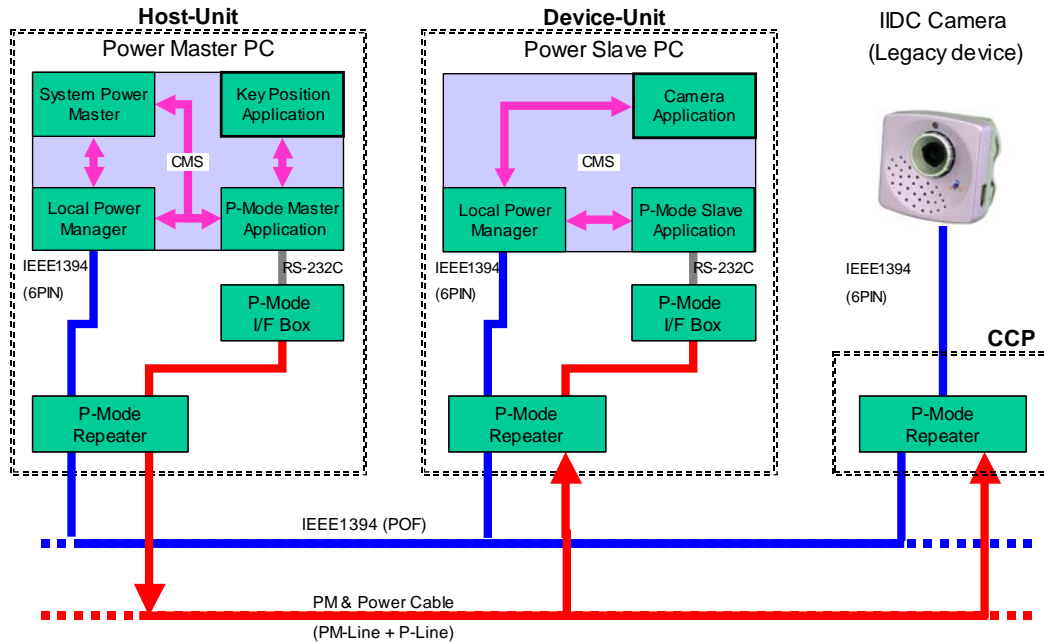 Host-Unit
Power Master PC
System Power
Master
Key Position
Application
CMS
Local Power
Manager
P-Mode Master
Application
IEEE1394
(6PIN)
RS-232C
P-Mode
I/F Box
P-Mode
Repeater
Device-Unit
Power Slave PC
Camera
Application
CMS
Local Power
Manager
P-Mode Slave
Application
IEEE1394
(6PIN)
RS-232C
P-Mode
I/F Box
P-Mode
Repeater
IIDC Camera
(Legacy device)
IEEE1394
(6PIN)
CCP
P-Mode
Repeater
IEEE1394 (POF)
PM & Power Cable
(PM-Line + P-Line)